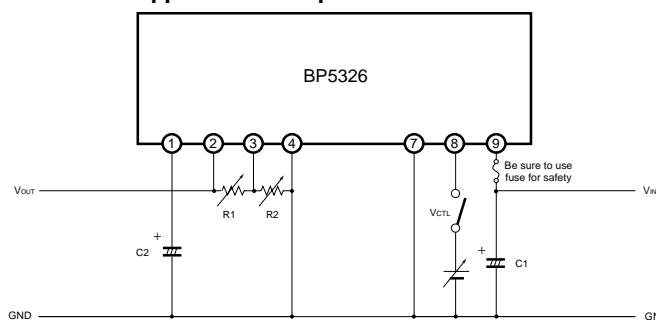 BP5326
1 2 3 4 7 8 9
Be sure to use
fuse for safety
VOUT
VIN
R1 R2
VCTL
+
C2
+
C1
GND